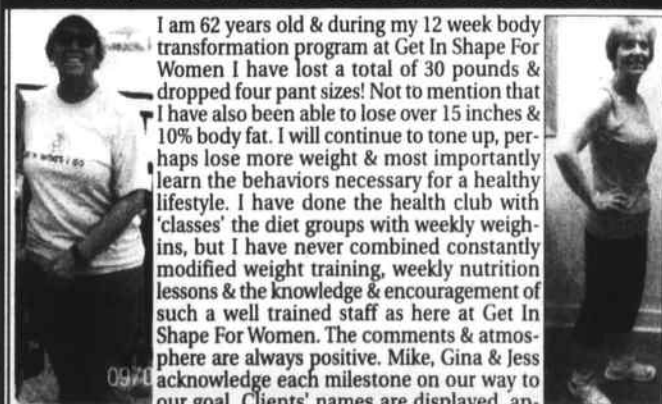 I am 62 years old & during my 12 week body
transformation program at Get In Shape For
Women I have lost a total of 30 pounds &
dropped four pant sizes! Not to mention that
I have also been able to lose over 15 inches &
10% body fat. I will continue to tone up, per-
haps lose more weight & most importantly
learn the behaviors necessary for a healthy
lifestyle. I have done the health club with
'classes' the diet groups with weekly weigh-
ins, but I have never combined constantly
modified weight training, weekly nutrition
lessons & the knowledge & encouragement of
such a well trained staff as here at Get In
Shape For Women. The comments & atmos-
phere are always positive. Mike, Gina & Jess
acknowledge each milestone on our way to
our goal. Clients' names are displayed, an-